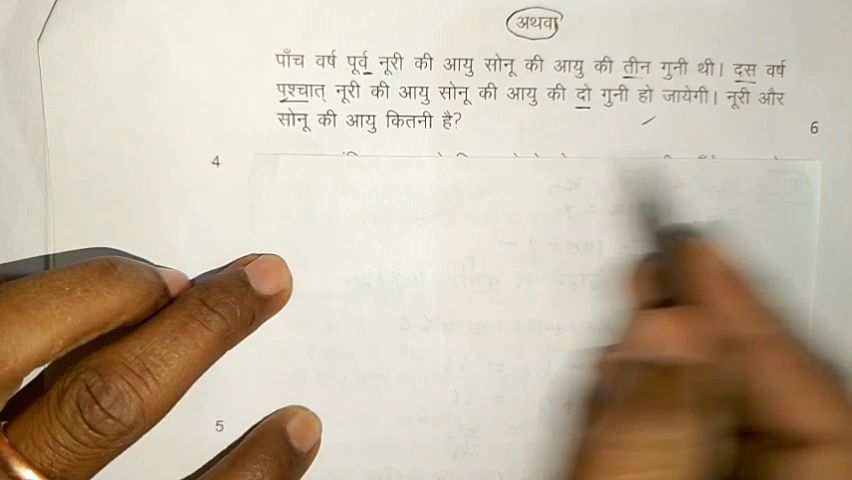 अथवा
पाँच वर्ष पूर्व नूरी की आयु सोनू की आयु की तीन गुनी थी। दस वर्ष
पश्चात् नूरी की आयु सोनू की आयु की दो गुनी हो जायेगी। नूरी और
सोनू की आयु कितनी है?
6
4
5